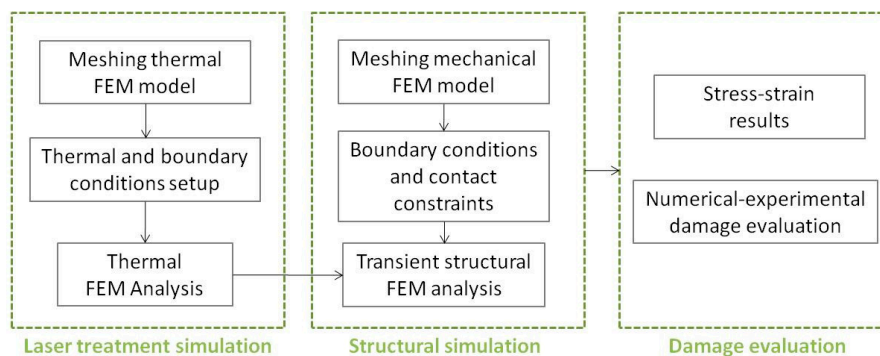 Meshing thermal
FEM model
Thermal and boundary
conditions setup
Thermal
FEM Analysis
Laser treatment simulation
Meshing mechanical
FEM model
Boundary conditions
and contact
constraints
Transient structural
FEM analysis
Structural simulation
Stress-strain
results
Numerical-experimental
damage evaluation
Damage evaluation